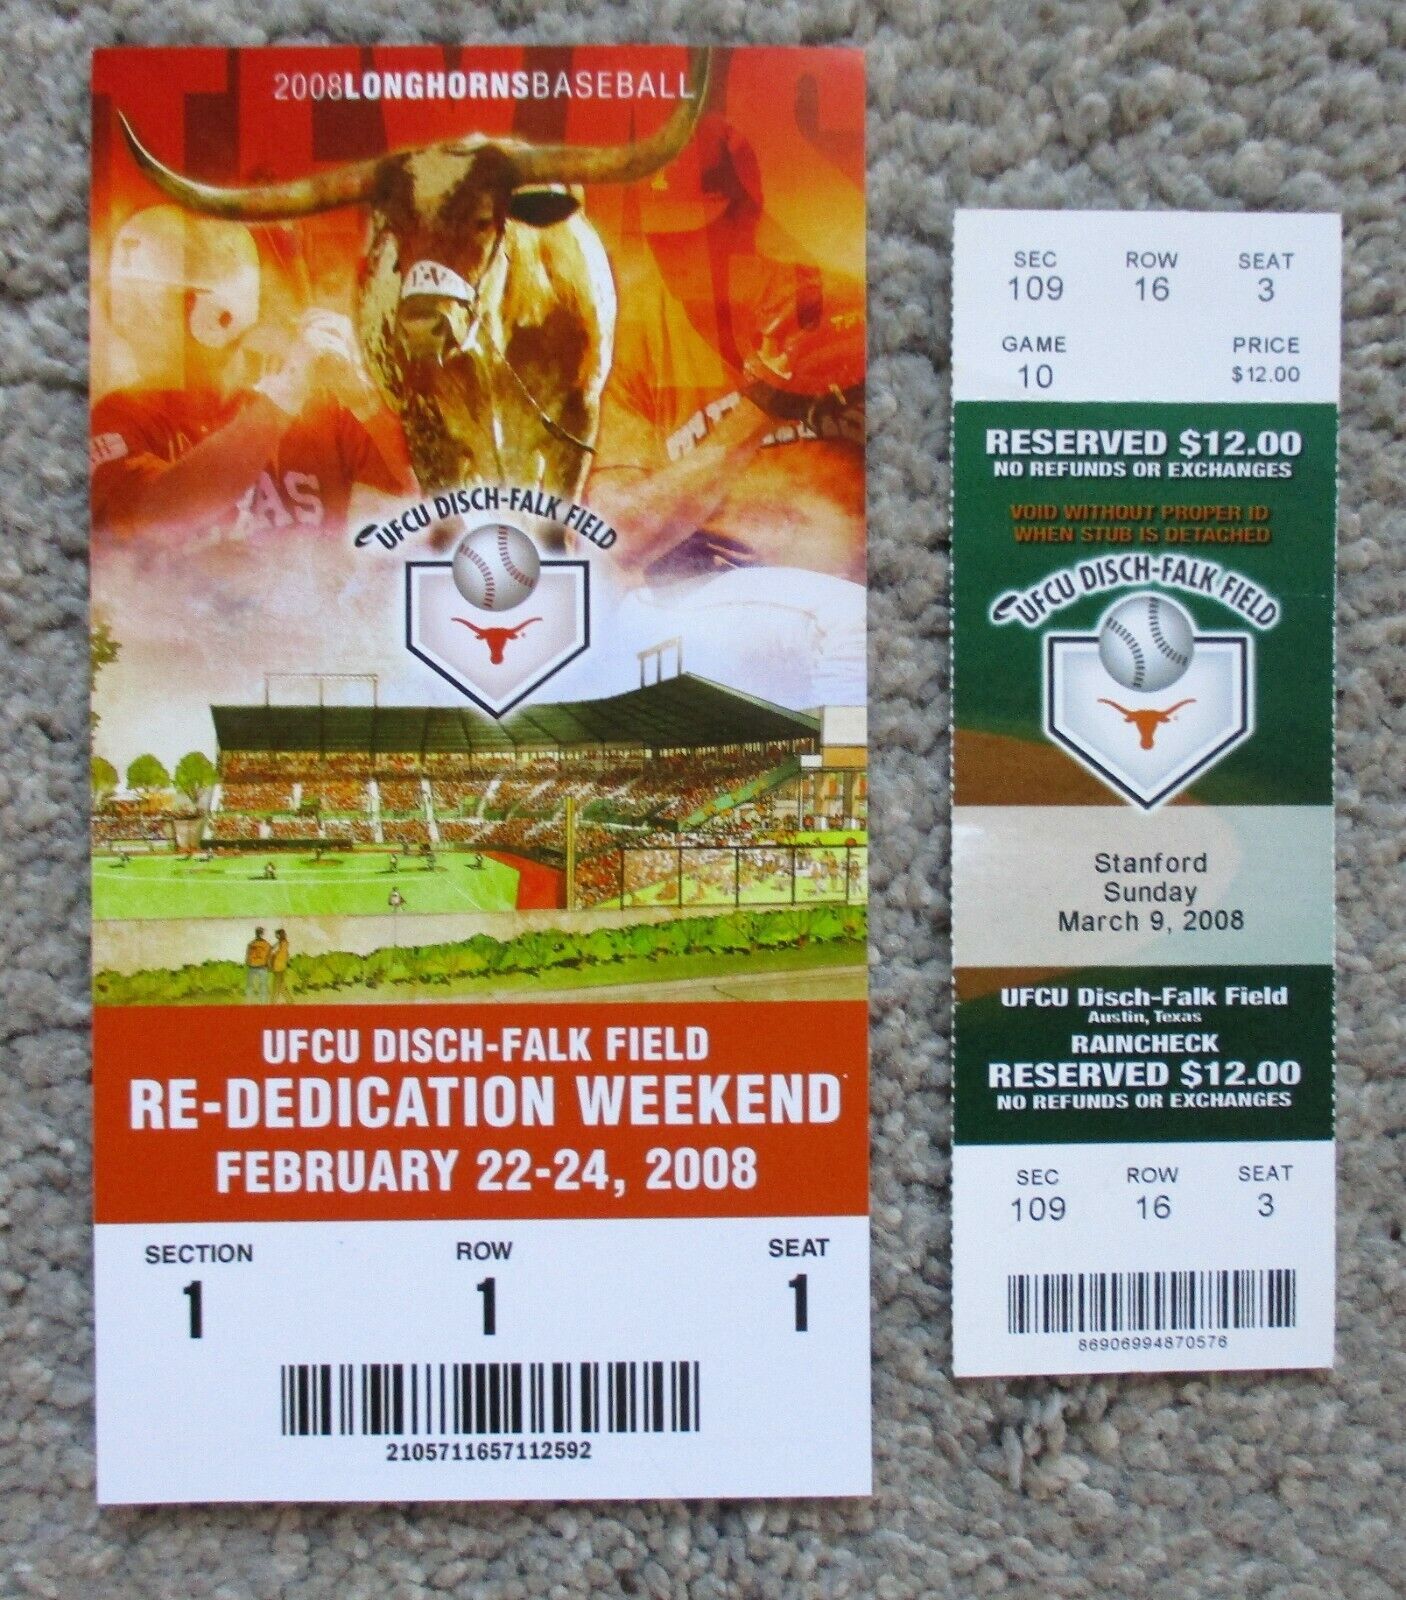 TEXAS
2008LONGHORNSBASEBALL
UFCU DISCH-FALK FIELD
UFCU DISCH-FALK FIELD
RE-DEDICATION WEEKEND
FEBRUARY 22-24, 2008
SECTION ROW SEAT
1 1 1
2105711657112592
SEC ROW SEAT
109 16 3
GAME PRICE
10 $12.00
RESERVED $12.00
NO REFUNDS OR EXCHANGES
VOID WITHOUT PROPER ID
WHEN STUB IS DETACHED
UFCU DISCH-FALK FIELD
Stanford
Sunday
March 9, 2008
UFCU Disch-Falk Field
Austin, Texas
RAINCHECK
RESERVED $12.00
NO REFUNDS OR EXCHANGES
SEC ROW SEAT
109 16 3
86906994870576